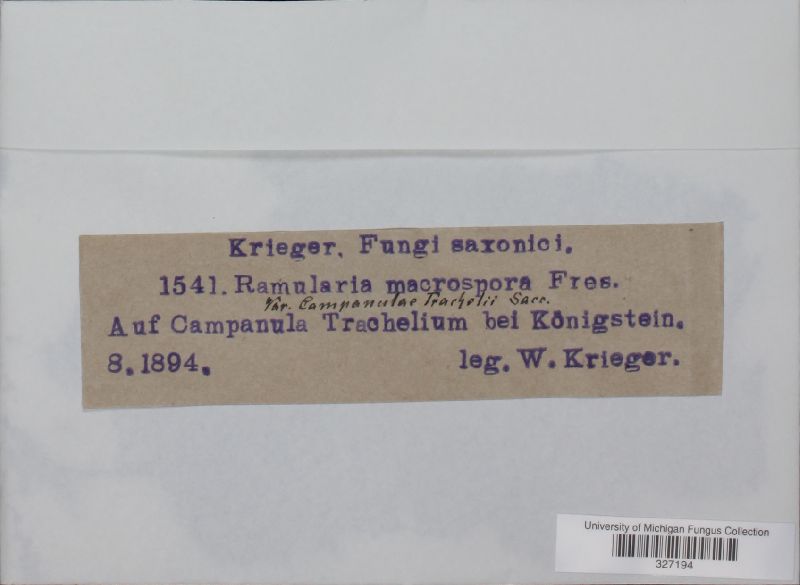 Krieger, Fungi saxonici.
1541. Ramularia macrospora Fres.
Var. Campanulae Trachelii Sacc.
Auf Campanula Trachelium bei Königstein.
8.1894. leg. W. Krieger.
University of Michigan Fungus Collection
327194